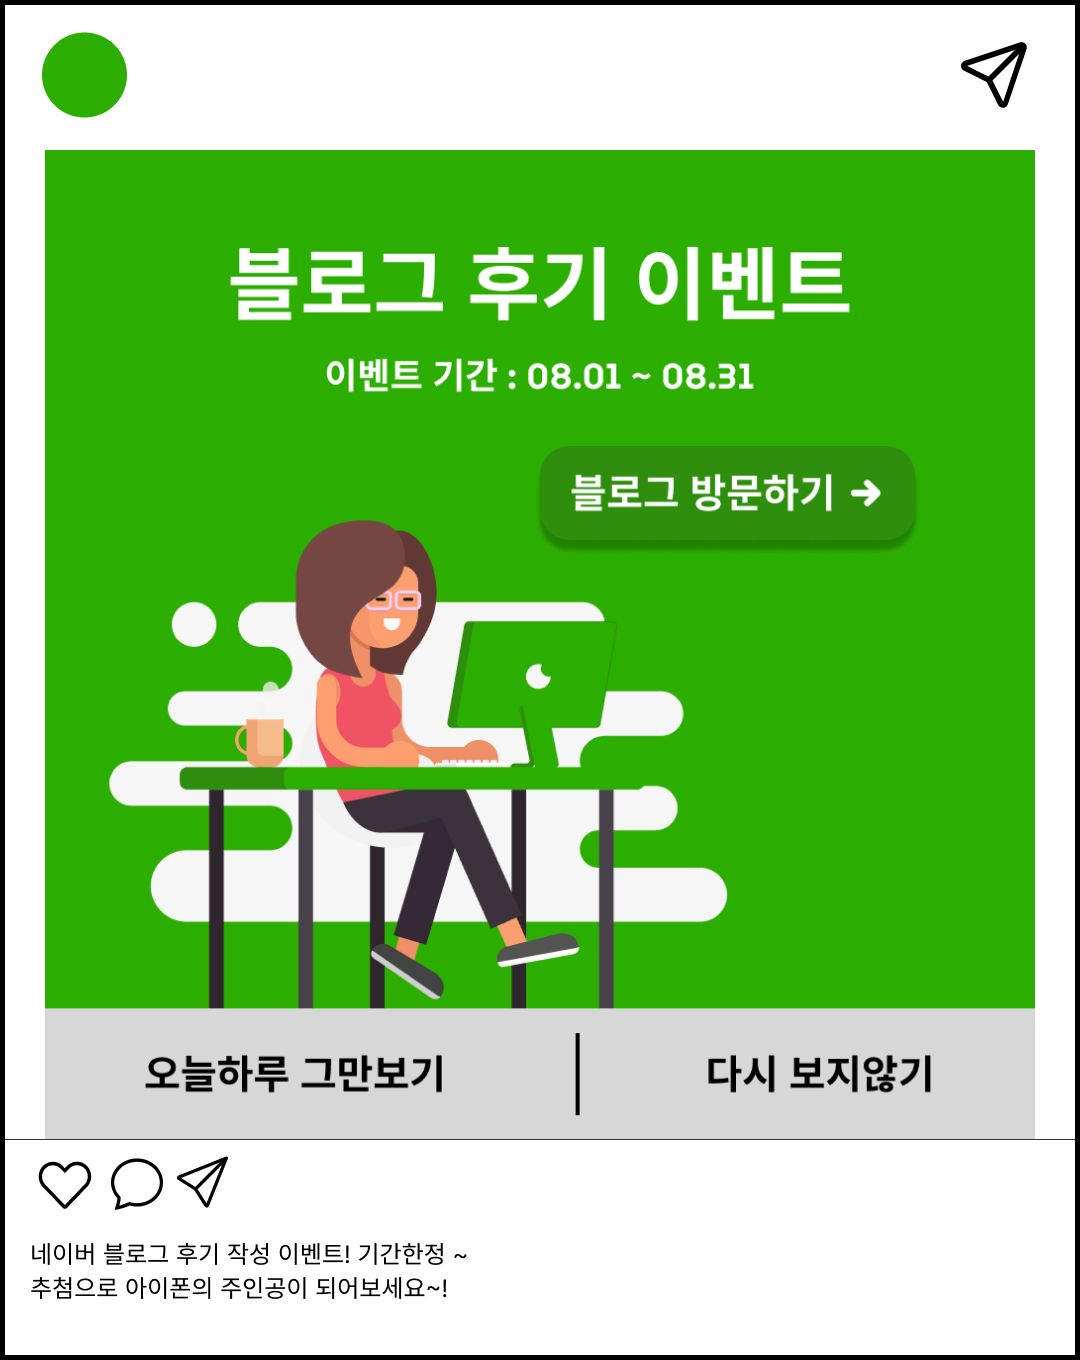 블로그 후기 이벤트
이벤트 기간 : 08.01 ~ 08.31
블로그 방문하기 →
오늘하루 그만보기
다시 보지않기
네이버 블로그 후기 작성 이벤트! 기간한정 ~
추첨으로 아이폰의 주인공이 되어보세요~!